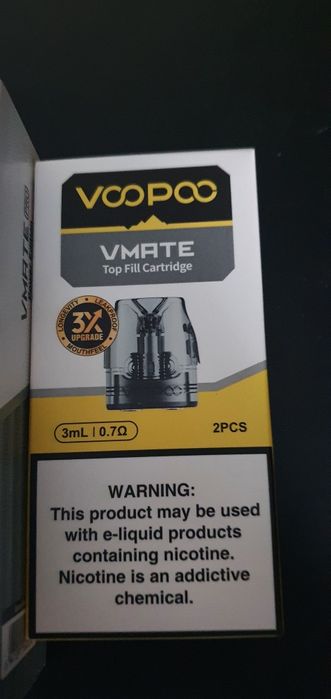 VOOPOO
VMATE
Top Fill Cartridge
LONGEVITY • LEAKPROOF
3X
UPGRADE
MOUTHFEEL
3mL | 0.7Ω
2PCS
WARNING:
This product may be used
with e-liquid products
containing nicotine.
Nicotine is an addictive
chemical.
VMATE